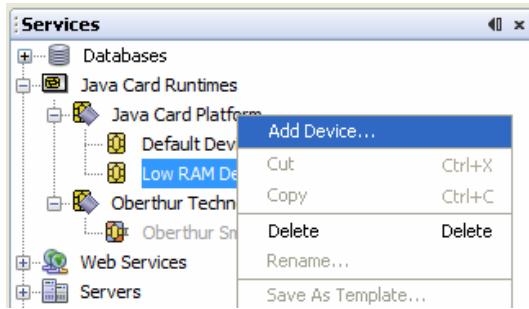 Services
Databases
Java Card Runtimes
Java Card Platform
Default Dev
Low RAM De
Oberthur Techn
Oberthur Sm
Web Services
Servers
Add Device...
Cut Ctrl+X
Copy Ctrl+C
Delete Delete
Rename...
Save As Template...